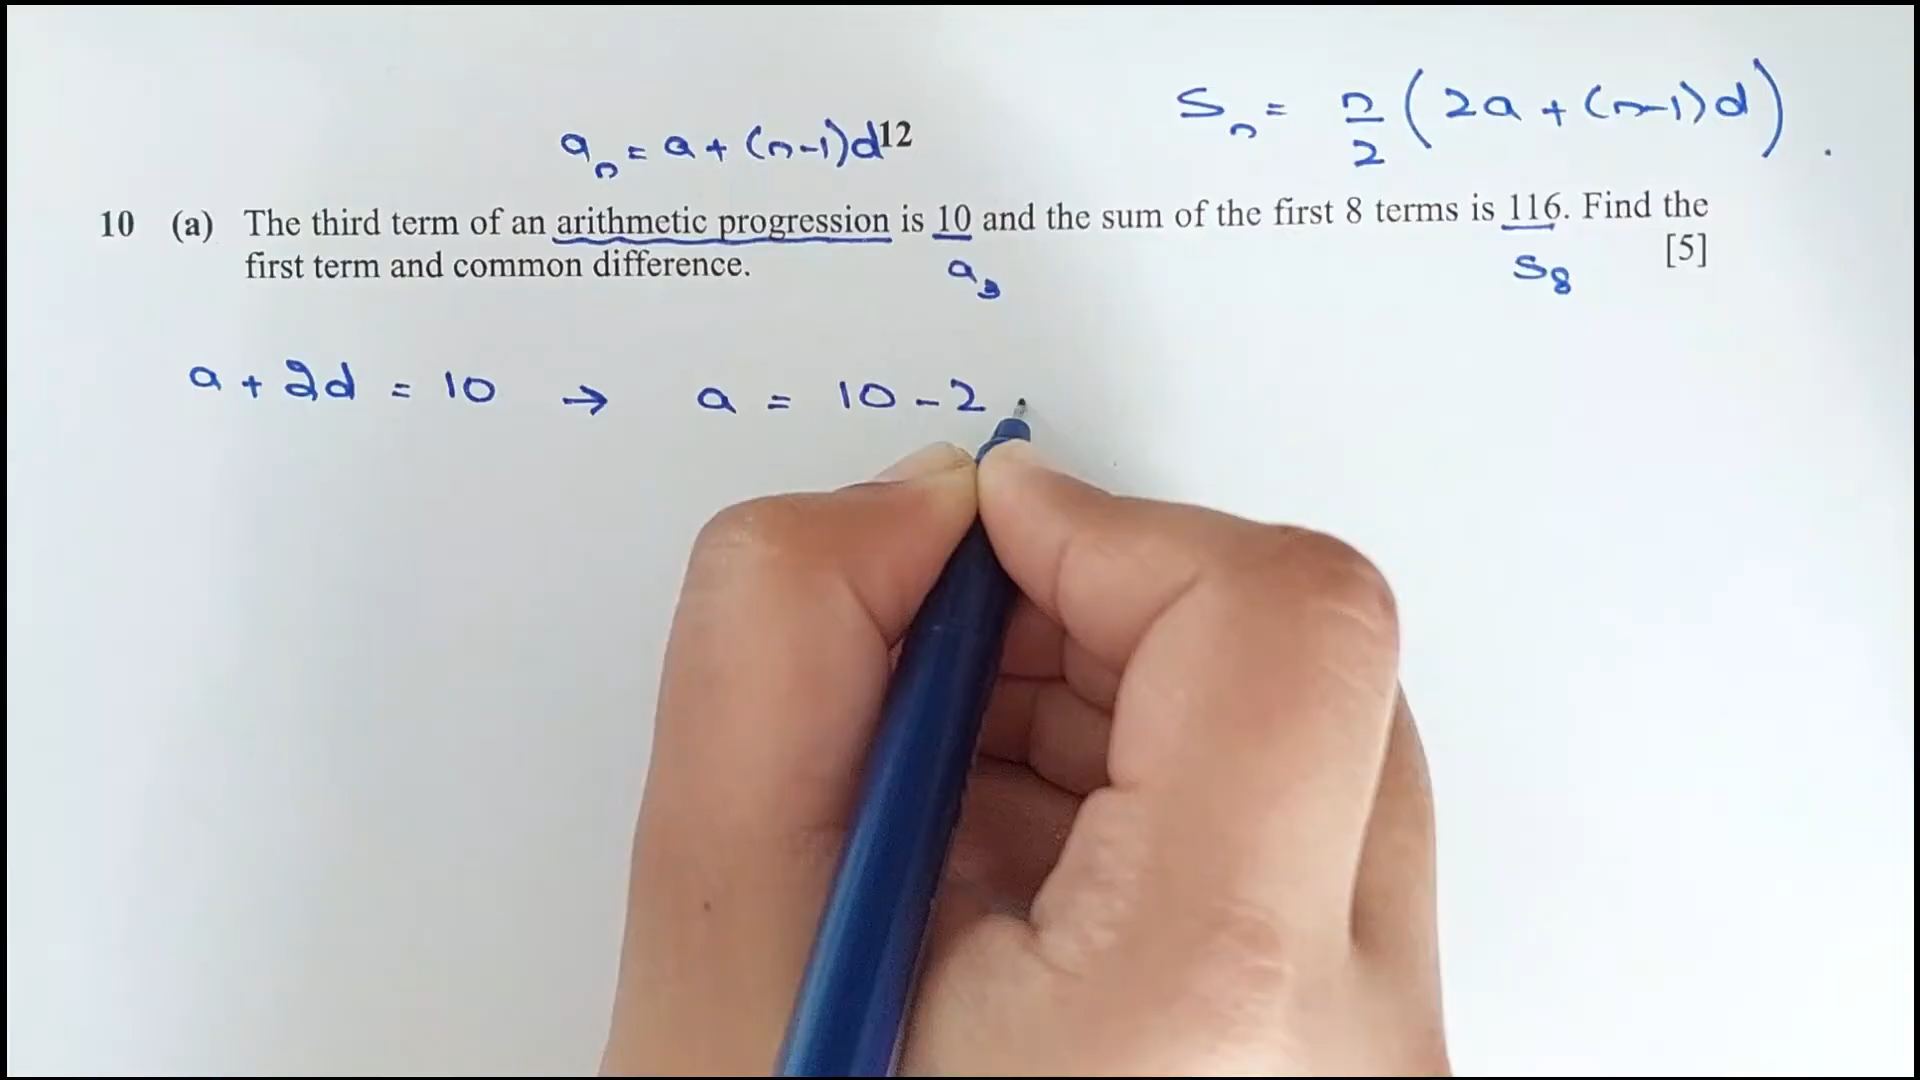 Sₙ = n/2 (2a + (n-1)d) .
aₙ = a + (n-1)d
12
10 (a) The third term of an arithmetic progression is 10 and the sum of the first 8 terms is 116. Find the
first term and common difference. [5]
a₃ S₈
a + 2d = 10 → a = 10 - 2